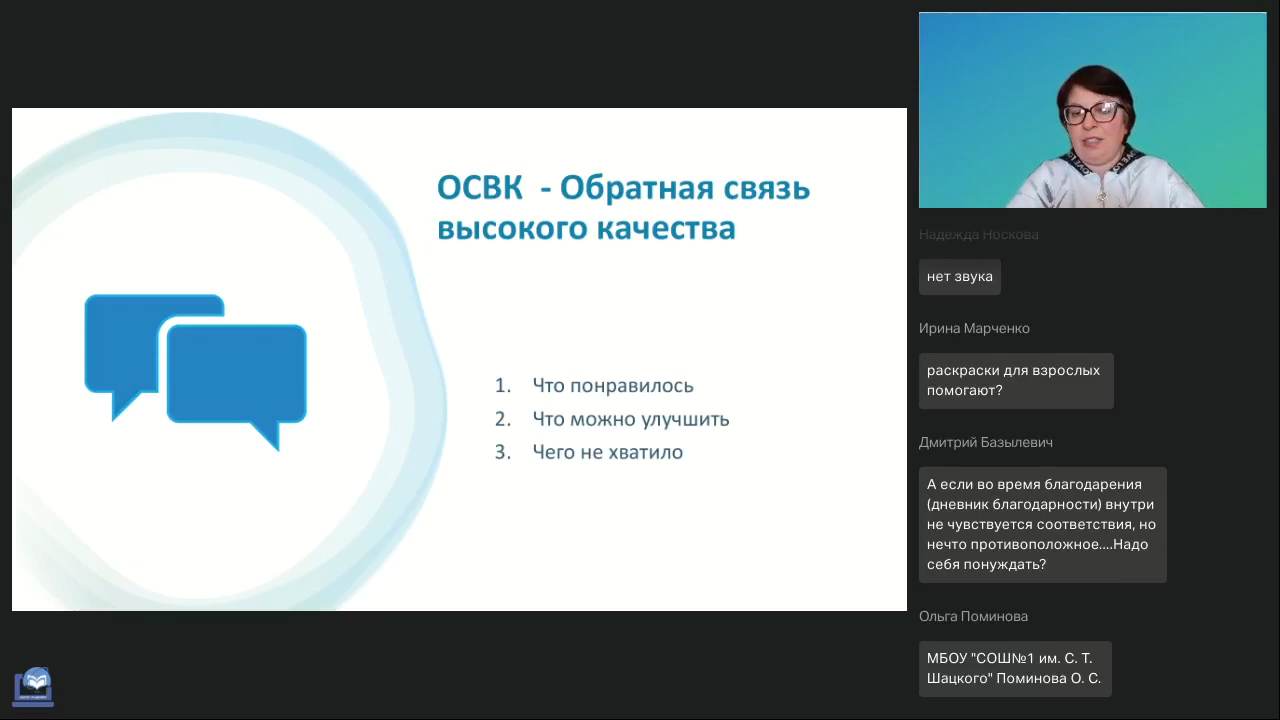 ОСВК - Обратная связь
высокого качества
1. Что понравилось
2. Что можно улучшить
3. Чего не хватило
Надежда Носкова
нет звука
Ирина Марченко
раскраски для взрослых
помогают?
Дмитрий Базылевич
А если во время благодарения
(дневник благодарности) внутри
не чувствуется соответствия, но
нечто противоположное....Надо
себя понуждать?
Ольга Поминова
МБОУ "СОШ№1 им. С. Т.
Шацкого" Поминова О. С.